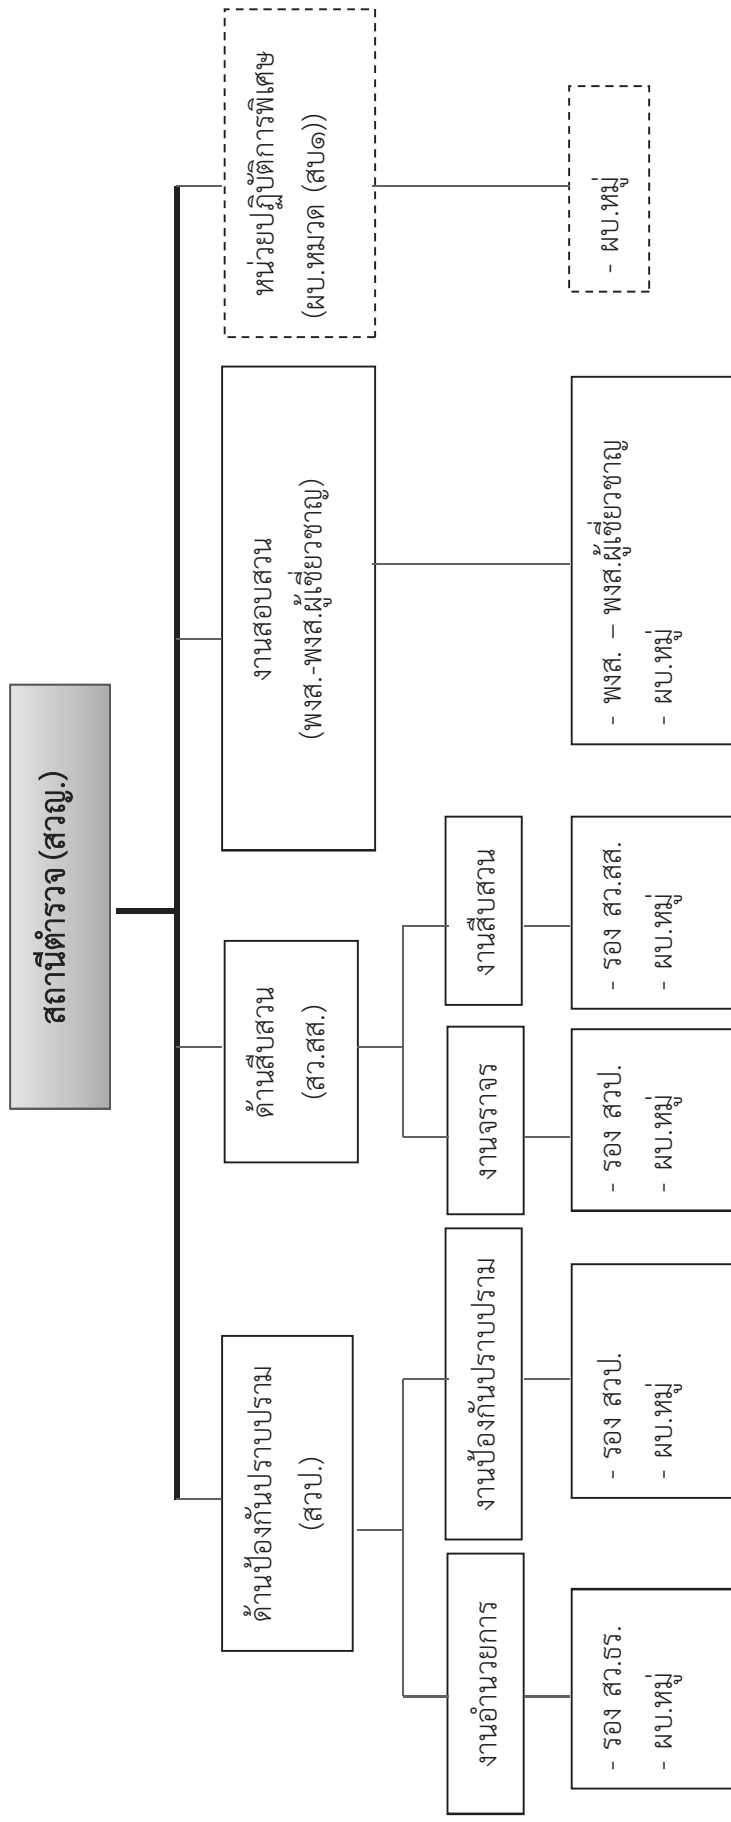 สถานีตำรวจ (สวญ.)
ด้านป้องกันปราบปราม
(สวป.)
ด้านสืบสวน
(สว.สส.)
งานสอบสวน
(พงส.-พงส.ผู้เชี่ยวชาญ)
หน่วยปฏิบัติการพิเศษ
(ผบ.หมวด (สบ๑))
งานอำนวยการ
งานป้องกันปราบปราม
งานจราจร
งานสืบสวน
- รอง สว.ธร.
- ผบ.หมู่
- รอง สวป.
- ผบ.หมู่
- รอง สวป.
- ผบ.หมู่
- รอง สว.สส.
- ผบ.หมู่
- พงส. – พงส.ผู้เชี่ยวชาญ
- ผบ.หมู่
- ผบ.หมู่